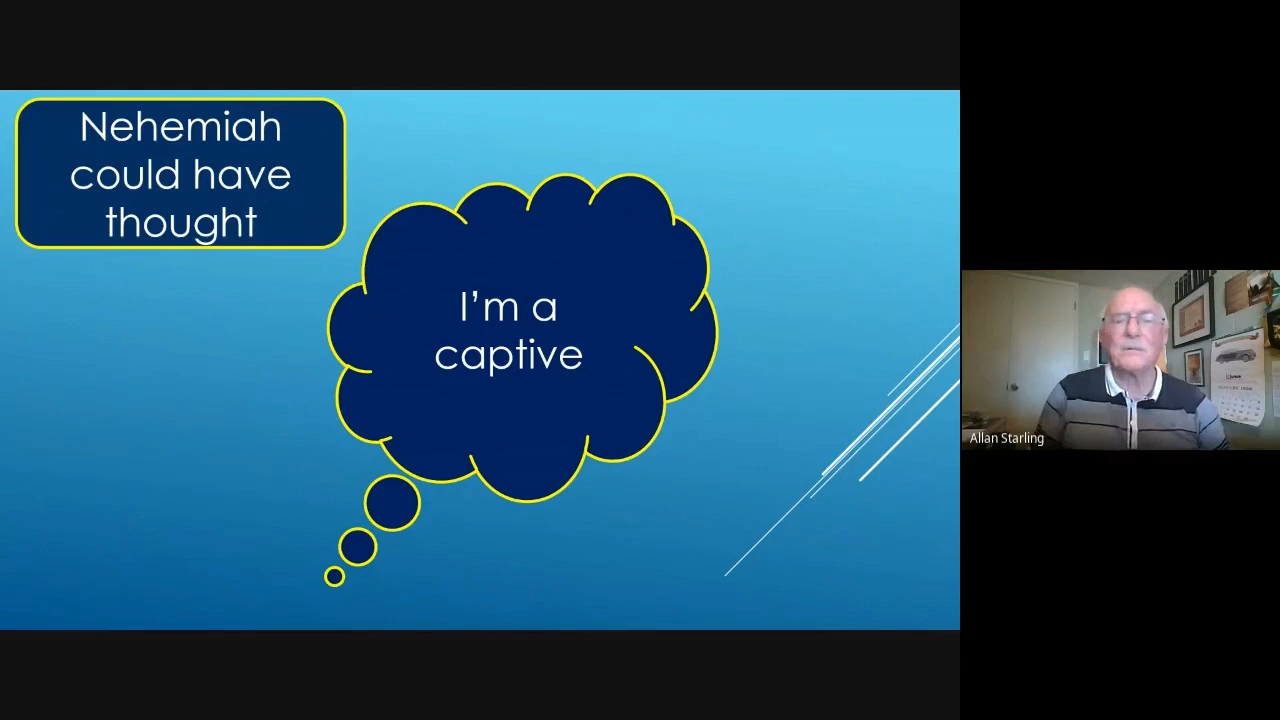 Nehemiah
could have
thought
I'm a
captive
Allan Starling